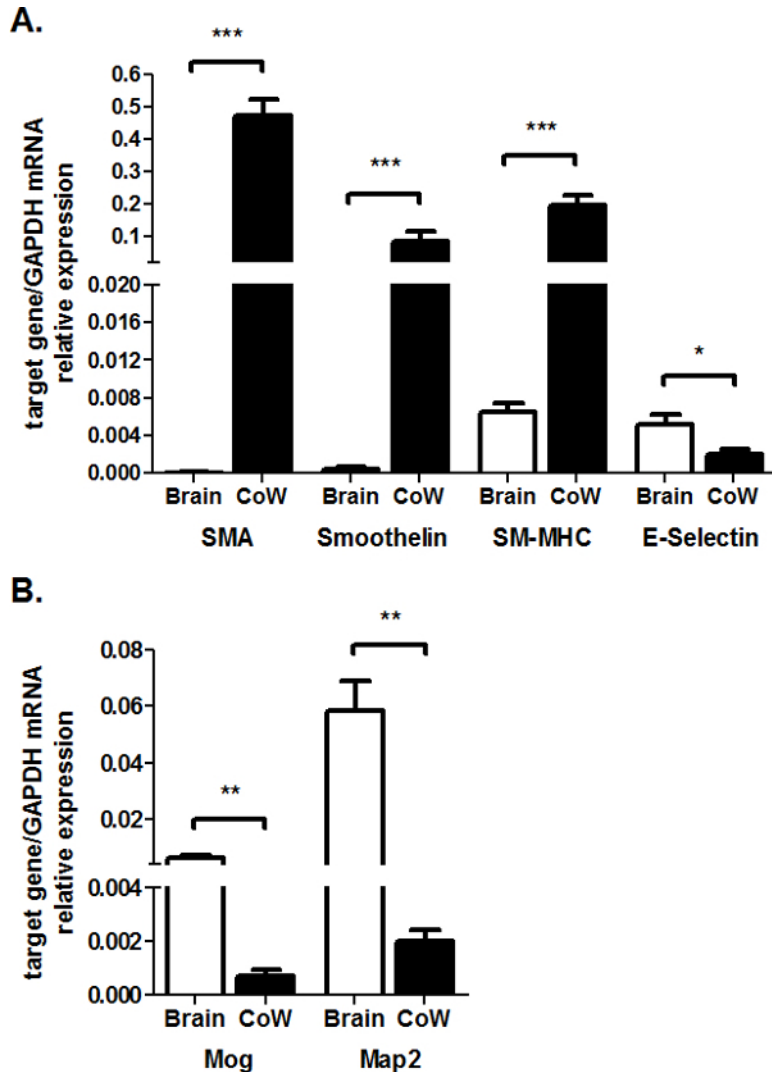 A.
target gene/GAPDH mRNA
relative expression
0.6
0.5
0.4
0.3
0.2
0.1
0.020
0.016
0.012
0.008
0.004
0.000
***
***
***
*
Brain CoW Brain CoW Brain CoW Brain CoW
SMA Smoothelin SM-MHC E-Selectin
B.
target gene/GAPDH mRNA
relative expression
0.08
0.06
0.04
0.02
0.004
0.002
0.000
**
**
Brain CoW Brain CoW
Mog Map2